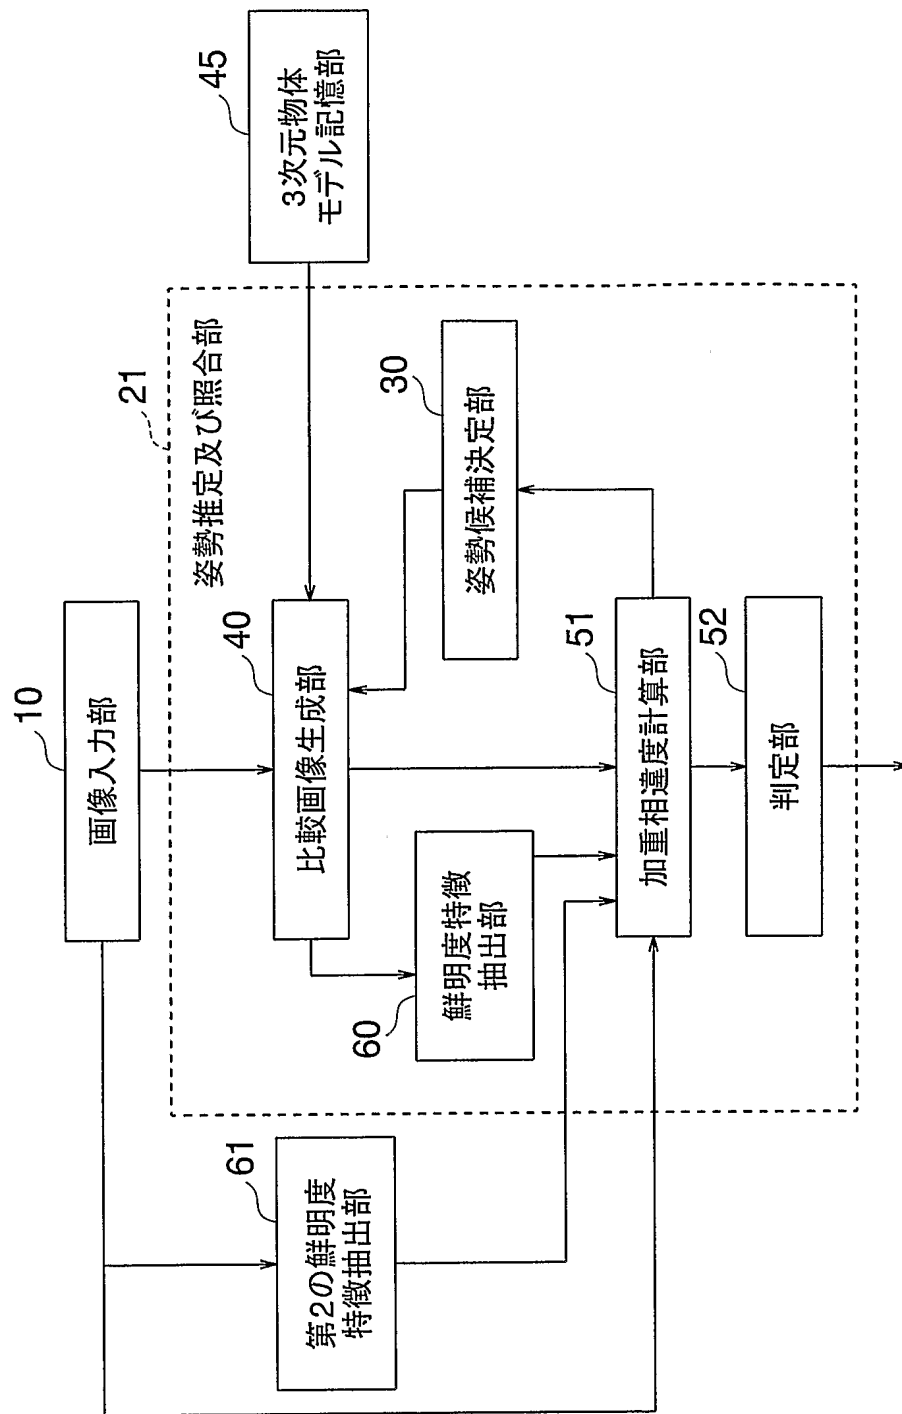 10
画像入力部
45
3次元物体
モデル記憶部
21
姿勢推定及び照合部
40
比較画像生成部
30
姿勢候補決定部
60
鮮明度特徴
抽出部
61
第2の鮮明度
特徴抽出部
51
加重相違度計算部
52
判定部